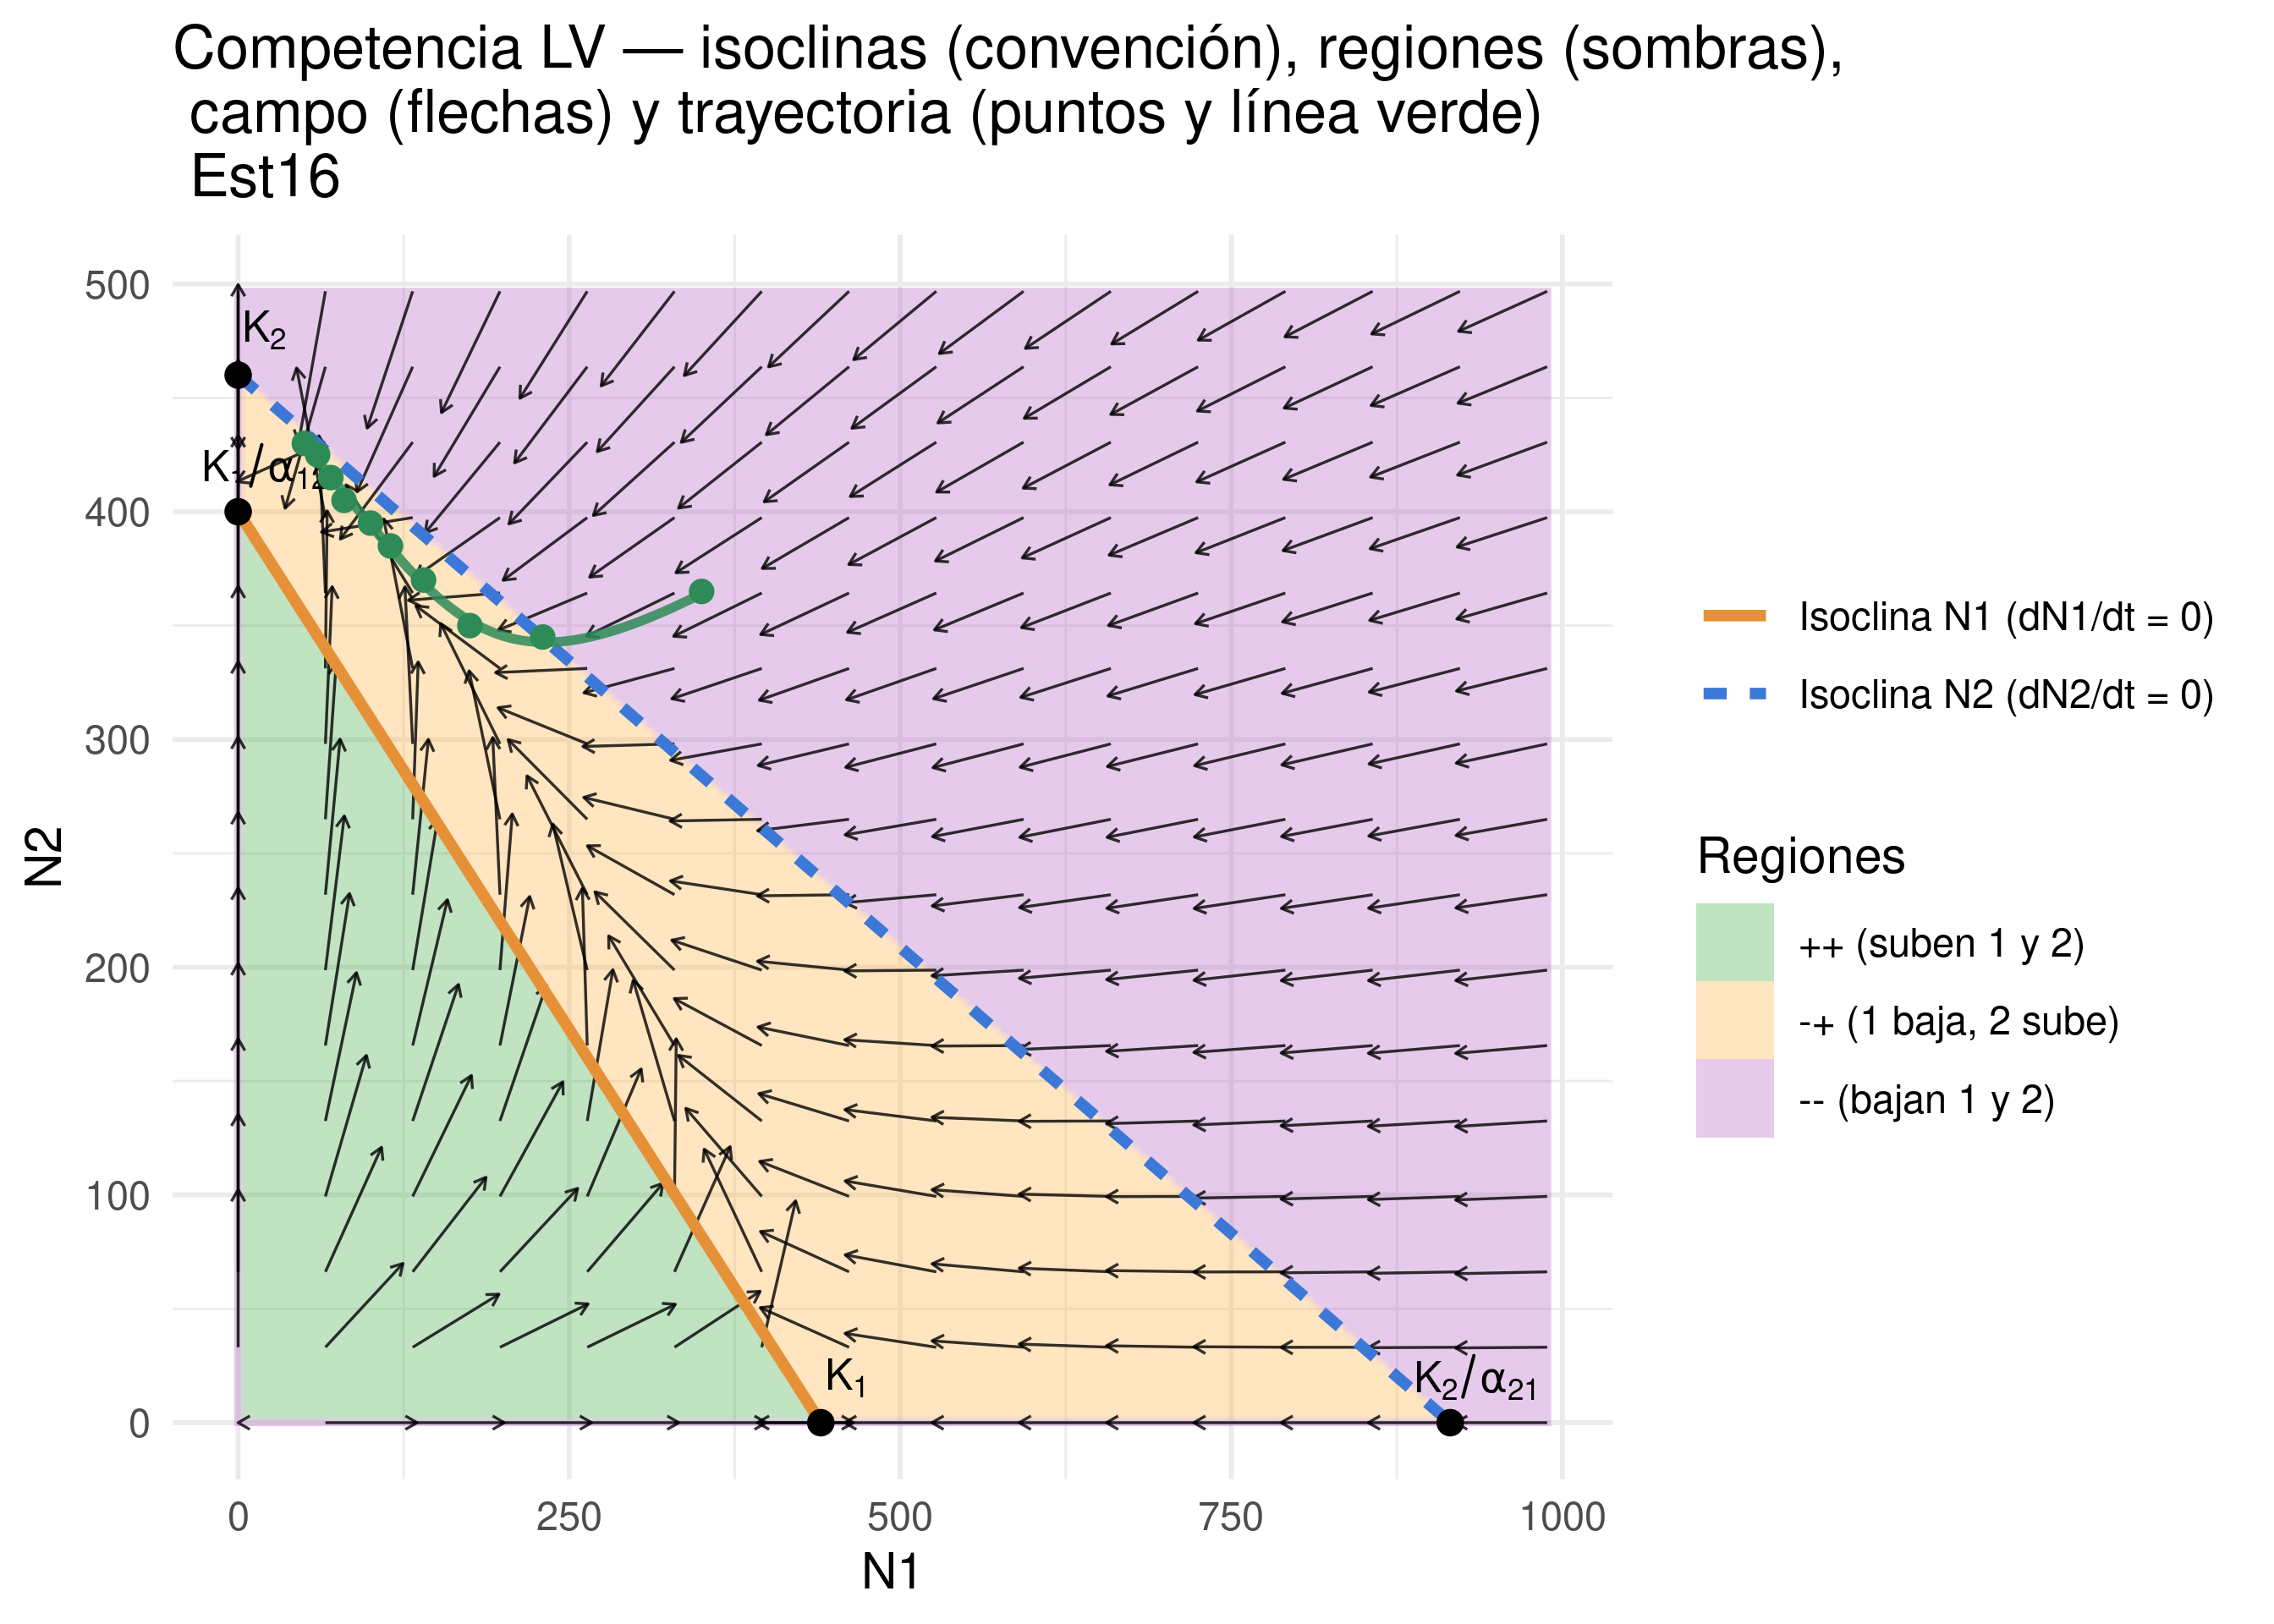 Competencia LV — isoclinas (convención), regiones (sombras),
campo (flechas) y trayectoria (puntos y línea verde)
Est16
500
400
300
200
100
0
N2
K₂
K₁/α₁₂
K₁
K₂/α₂₁
0
250
500
750
1000
N1
Isoclina N1 (dN1/dt = 0)
Isoclina N2 (dN2/dt = 0)
Regiones
++ (suben 1 y 2)
-+ (1 baja, 2 sube)
-- (bajan 1 y 2)